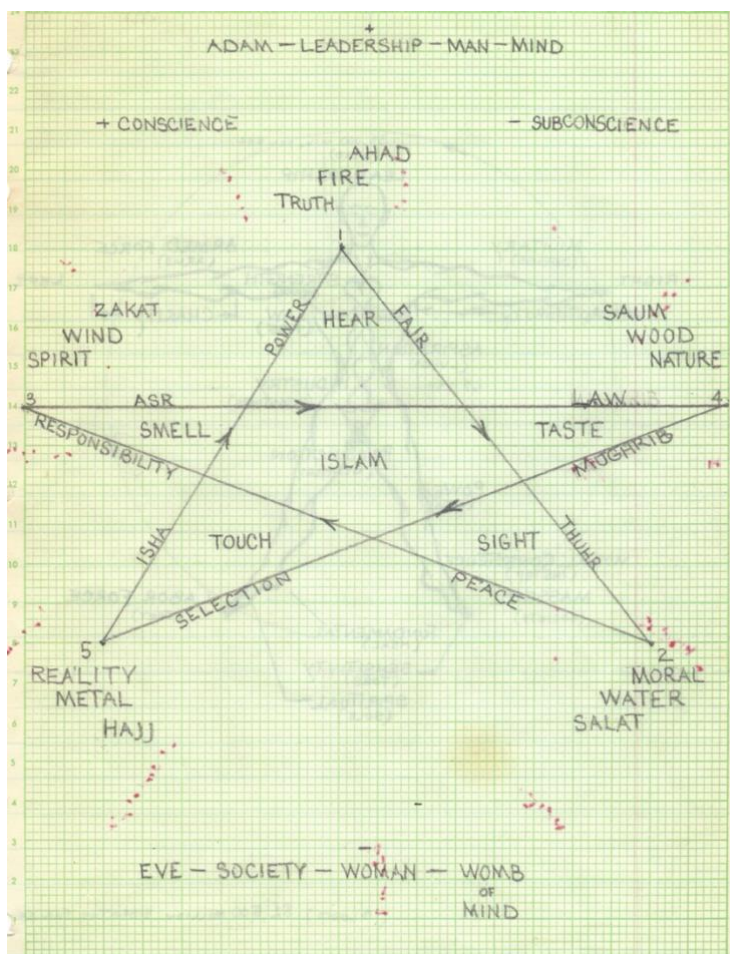 +
ADAM – LEADERSHIP – MAN – MIND
+ CONSCIENCE
– SUBCONSCIENCE
AHAD
FIRE
TRUTH
1
POWER
HEAR
FAIR
ZAKAT
WIND
SPIRIT
SAUM
WOOD
NATURE
3
ASR
LAW
4
RESPONSIBILITY
SMELL
TASTE
MUGHRIB
ISLAM
ISHA
TOUCH
SIGHT
THUHR
SELECTION
PEACE
5
REA'LITY
METAL
HAJJ
2
MORAL
WATER
SALAT
–
EVE – SOCIETY – WOMAN – WOMB
OF
MIND